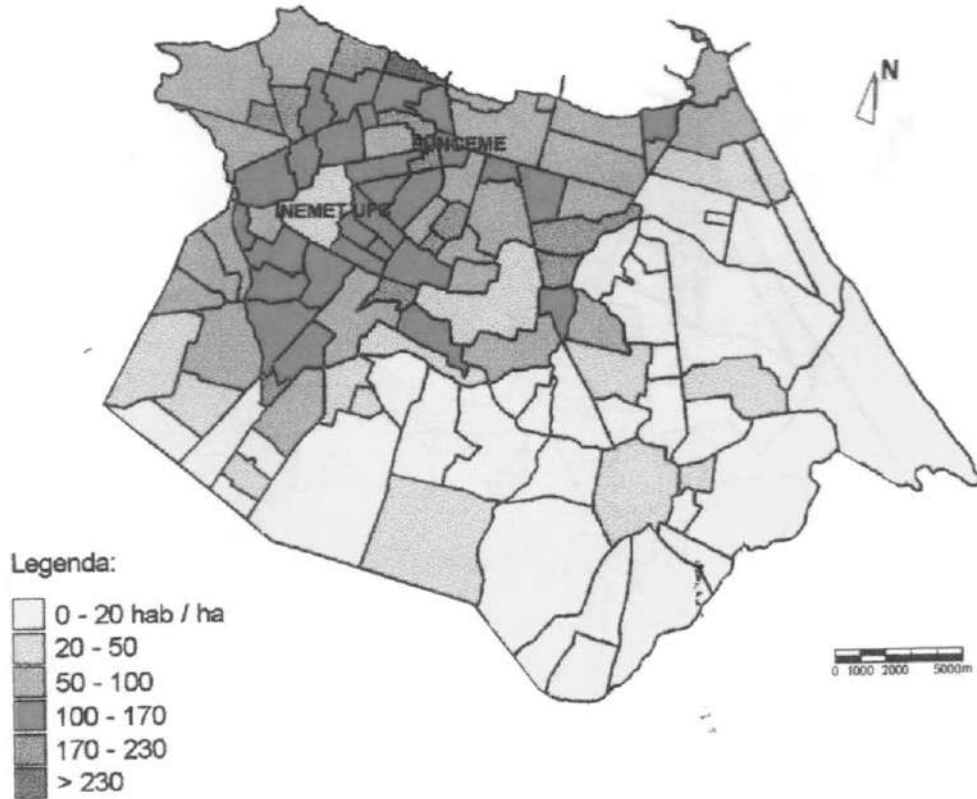 N
FUNCEME
INEMET UFC
Legenda:
0 - 20 hab / ha
20 - 50
50 - 100
100 - 170
170 - 230
> 230
0 1000 2000 5000m